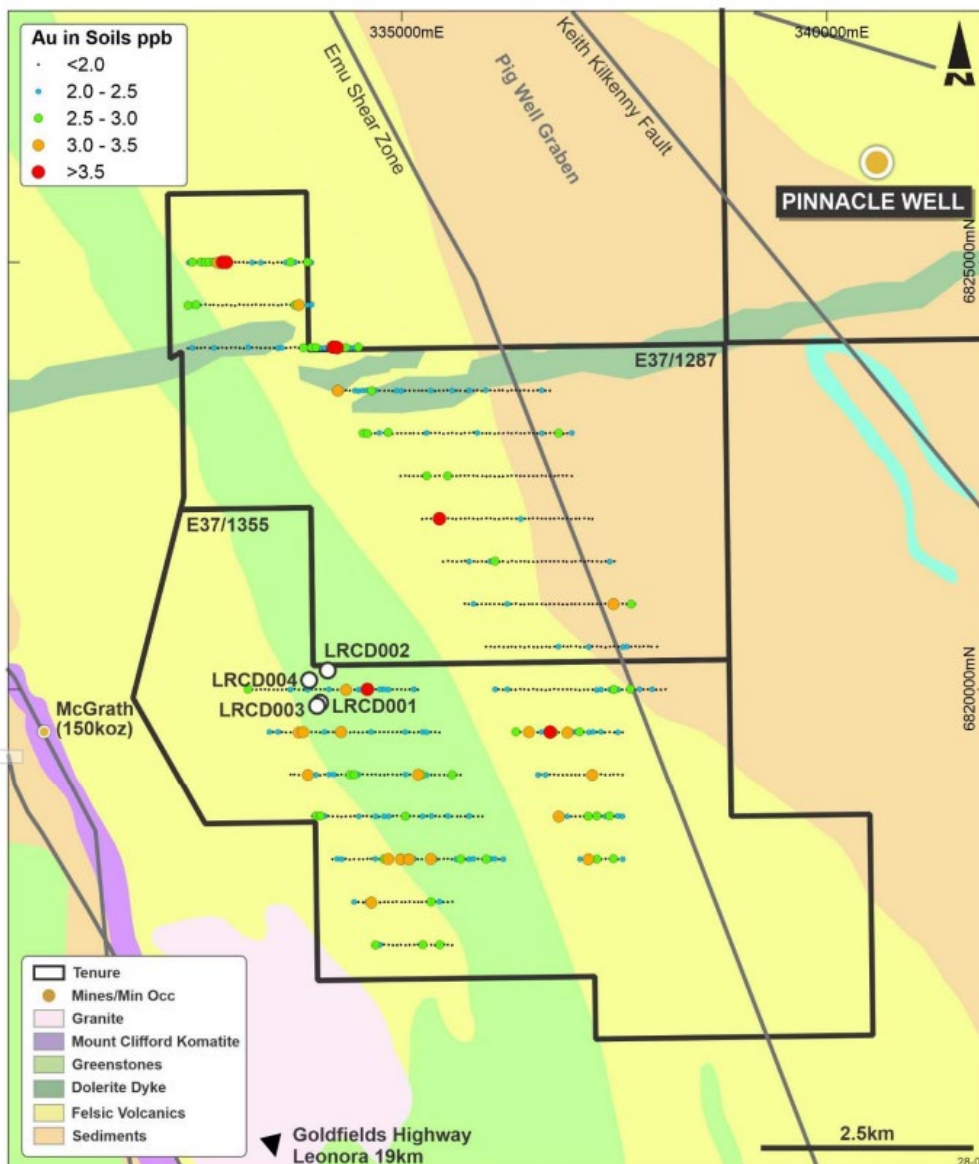 Au in Soils ppb
<2.0
2.0 - 2.5
2.5 - 3.0
3.0 - 3.5
>3.5
335000mE
340000mE
N
Emu Shear Zone
Pig Well Graben
Keith Kilkenny Fault
PINNACLE WELL
6825000mN
E37/1287
E37/1355
LRCD002
LRCD004
LRCD003
LRCD001
6820000mN
McGrath
(150koz)
Tenure
Mines/Min Occ
Granite
Mount Clifford Komatite
Greenstones
Dolerite Dyke
Felsic Volcanics
Sediments
Goldfields Highway
Leonora 19km
2.5km